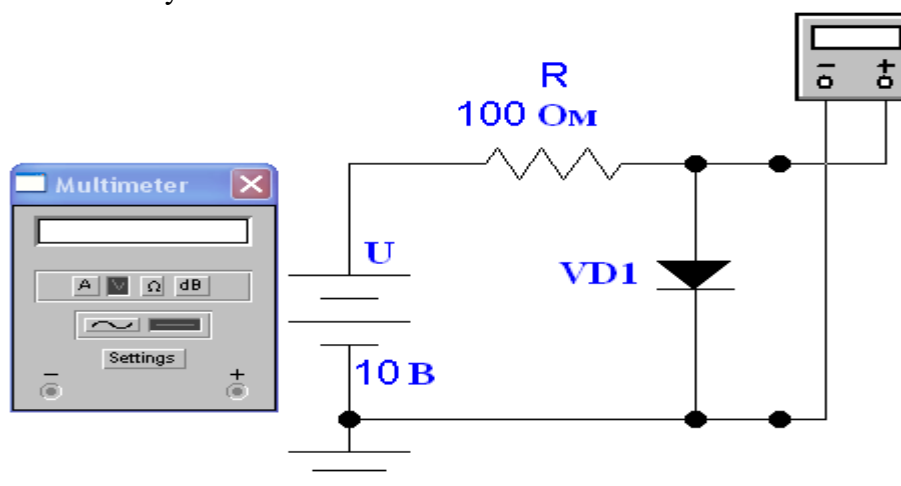 R
100 Ом
Multimeter
A V Ω dB
Settings
− +
U
10 В
VD1
− +